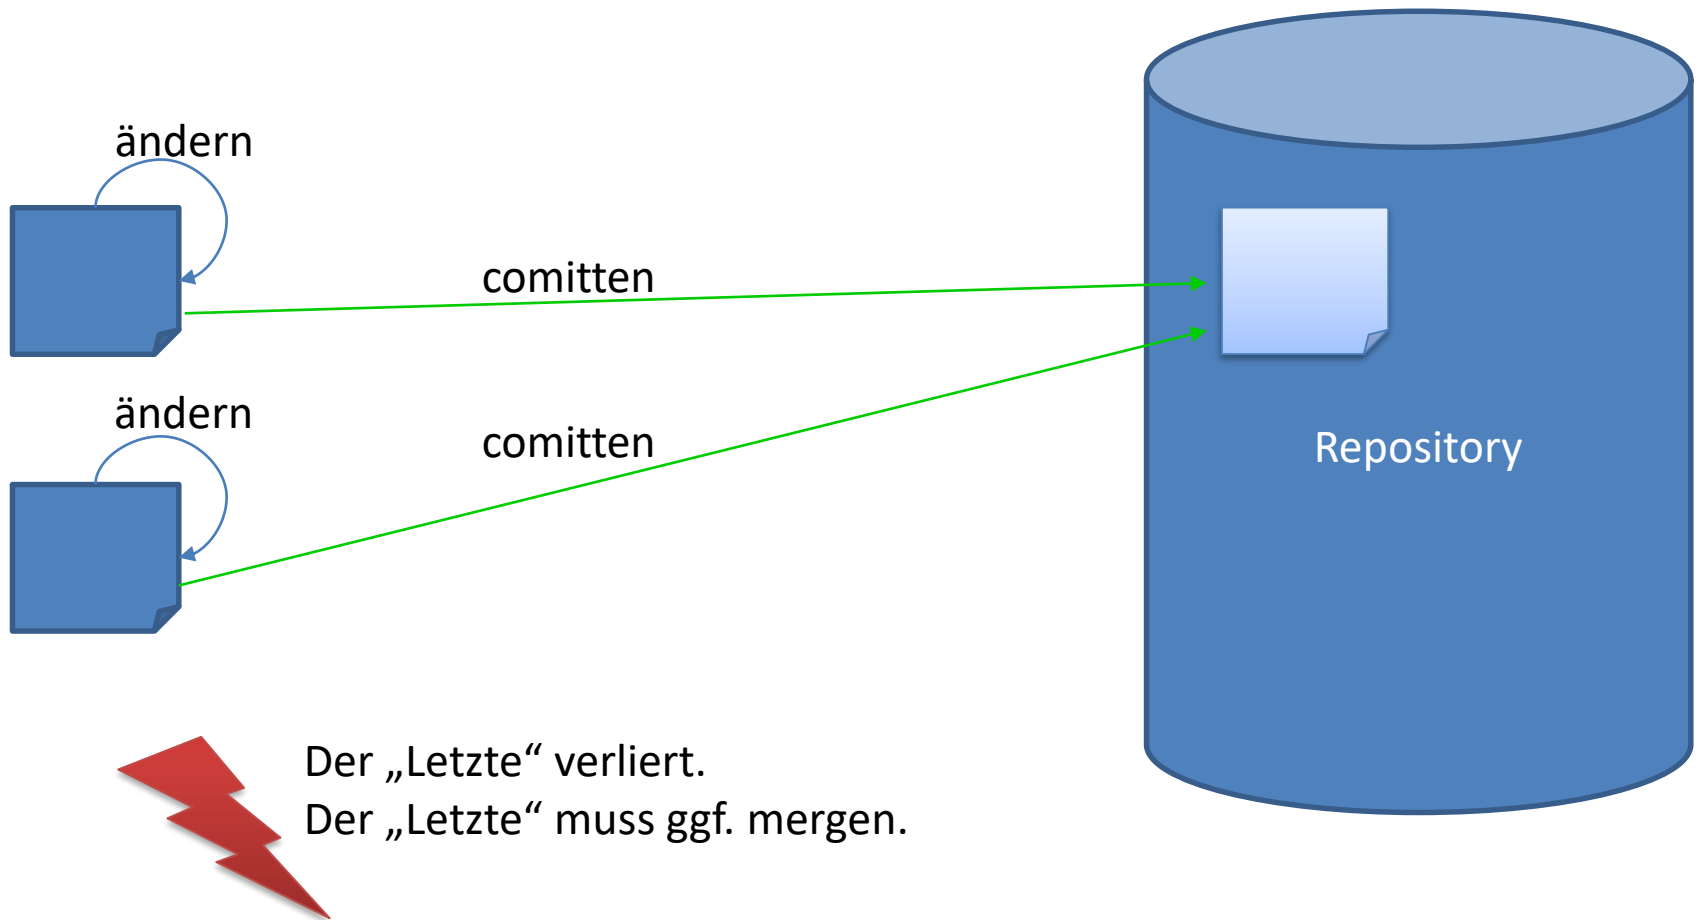 ändern
comitten
ändern
comitten
Repository
Der „Letzte“ verliert.
Der „Letzte“ muss ggf. mergen.